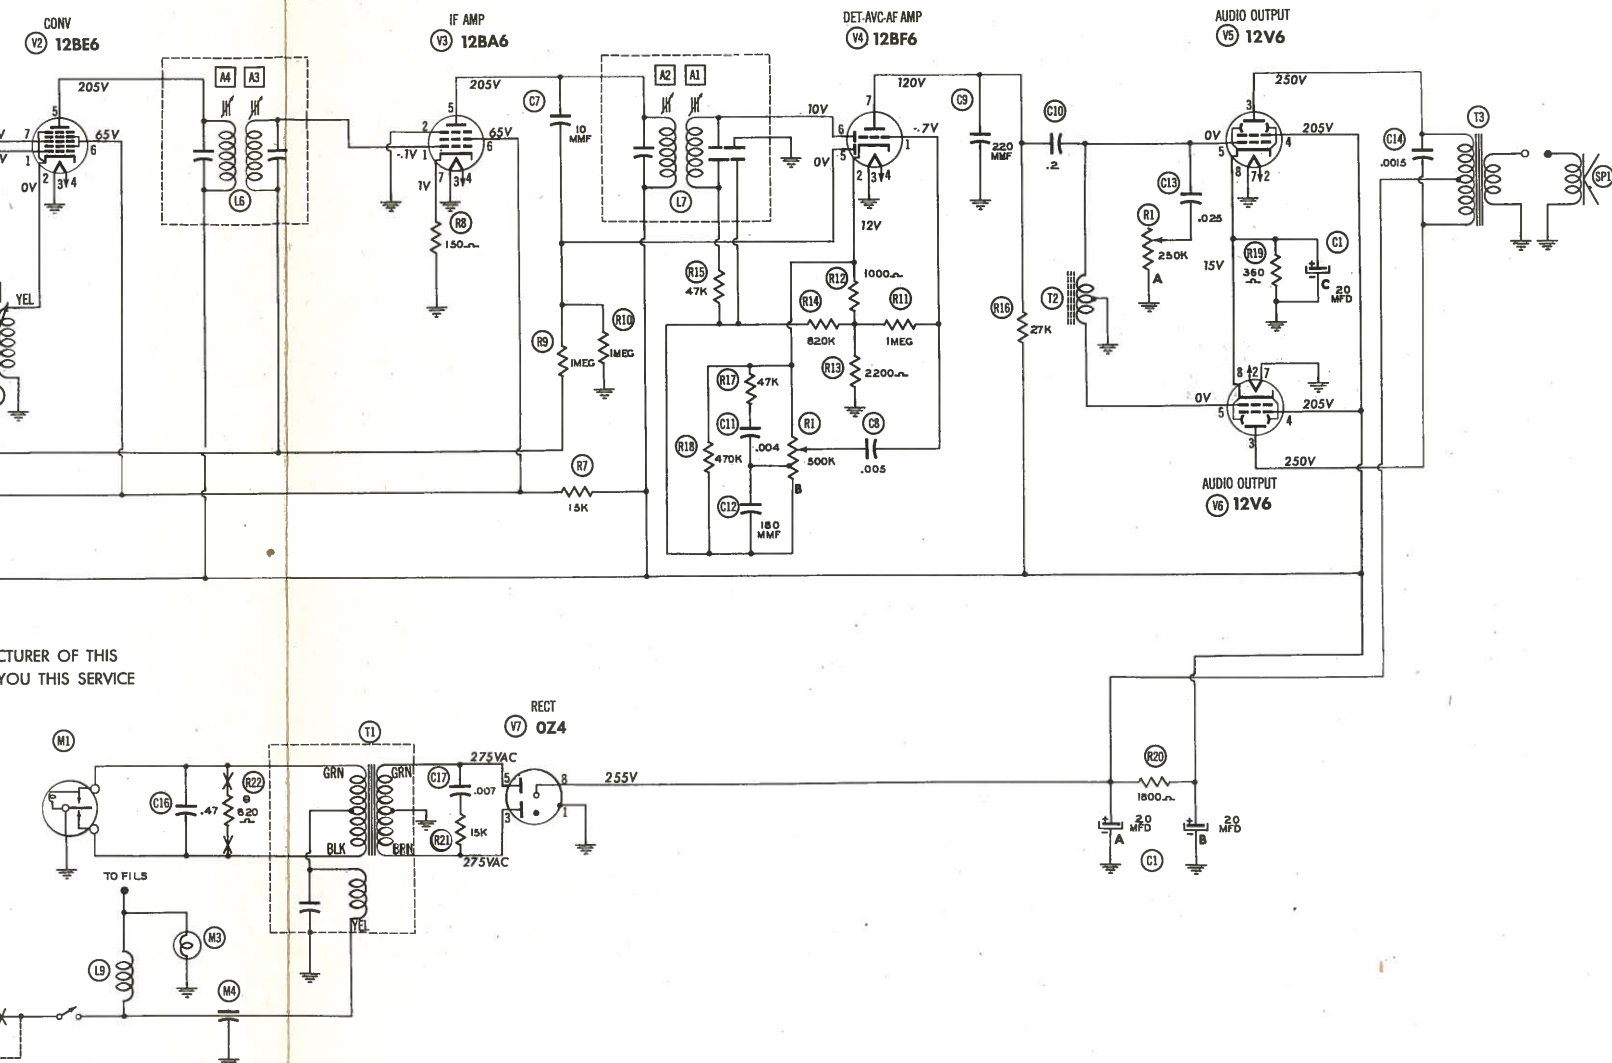 CONV
V2 12BE6
IF AMP
V3 12BA6
DET-AVC-AF AMP
V4 12BF6
AUDIO OUTPUT
V5 12V6
A4 A3
A2 A1
205V
205V
120V
250V
5
7
1
6
65V
2
3 4
0V
L6
C7
10
MMF
5
2
65V
6
-.1V 1
1V 7 3 4
R8
150Ω
L7
10V
6
0V 5
7
-.7V
1
2 3 4
12V
C9
220
MMF
C10
.2
3
0V
5
205V
4
8 7 2
C13
.025
R1
250K
A
15V
R19
360
Ω
C1
C 20
MFD
C14
.0015
T3
SP1
YEL
R15
47K
R12 1000Ω
R14
820K
R11
1MEG
R13 2200Ω
R16
27K
T2
R9
1MEG
R10
1MEG
R17 47K
C11
.004
R18
470K
R1
500K
B
C8
.005
C12
180
MMF
R7
15K
8 2 7
0V
5
205V
4
3
250V
AUDIO OUTPUT
V6 12V6
CTURER OF THIS
YOU THIS SERVICE
RECT
V7 0Z4
M1
T1
C16 .47
R22
820
Ω
GRN
BLK
GRN
BRN
275VAC
C17
.007
R21 15K
275VAC
5
3
8
1
255V
R20
1800Ω
20
MFD
A
20
MFD
B
C1
TO FILS
M3
L9
M4
YEL